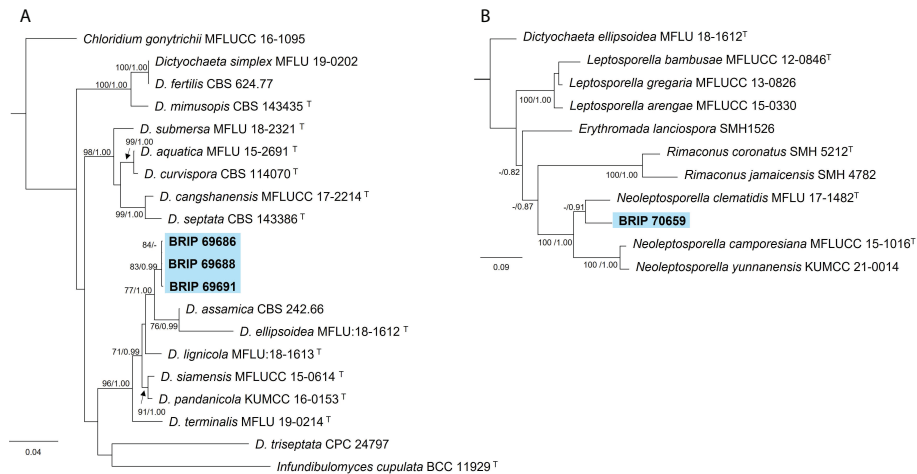 A
Chloridium gonytrichii MFLUCC 16-1095
Dictyochaeta simplex MFLU 19-0202
100/1.00
D. fertilis CBS 624.77
100/1.00
D. mimusopis CBS 143435 T
D. submersa MFLU 18-2321 T
99/1.00
98/1.00
D. aquatica MFLU 15-2691 T
D. curvispora CBS 114070 T
D. cangshanensis MFLUCC 17-2214 T
99/1.00
D. septata CBS 143386 T
84/-
BRIP 69686
83/0.99
BRIP 69688
77/1.00
BRIP 69691
D. assamica CBS 242.66
76/0.99
D. ellipsoidea MFLU:18-1612 T
71/0.99
D. lignicola MFLU:18-1613 T
D. siamensis MFLUCC 15-0614 T
96/1.00
D. pandanicola KUMCC 16-0153 T
91/1.00
D. terminalis MFLU 19-0214 T
D. triseptata CPC 24797
0.04
Infundibulomyces cupulata BCC 11929 T
B
Dictyochaeta ellipsoidea MFLU 18-1612 T
Leptosporella bambusae MFLUCC 12-0846 T
Leptosporella gregaria MFLUCC 13-0826
100/1.00
Leptosporella arengae MFLUCC 15-0330
Erythromada lanciospora SMH1526
Rimaconus coronatus SMH 5212 T
-/0.82
100/1.00
Rimaconus jamaicensis SMH 4782
-/0.87
Neoleptosporella clematidis MFLU 17-1482 T
-/0.91
BRIP 70659
100 /1.00
Neoleptosporella camporesiana MFLUCC 15-1016 T
100 /1.00
Neoleptosporella yunnanensis KUMCC 21-0014
0.09